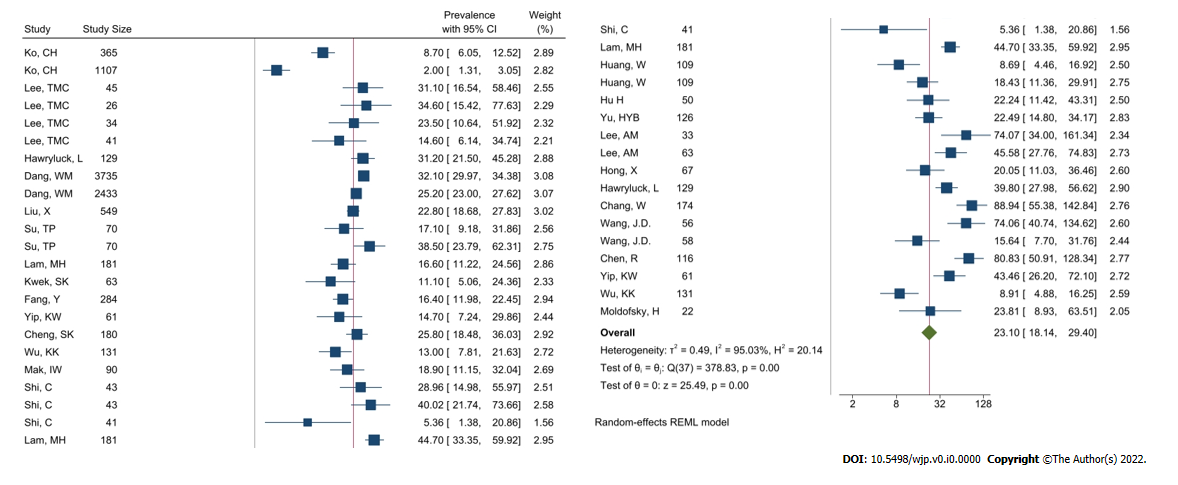 Prevalence Weight
Study Study Size with 95% CI (%)
Ko, CH 365 8.70 [ 6.05, 12.52] 2.89
Ko, CH 1107 2.00 [ 1.31, 3.05] 2.82
Lee, TMC 45 31.10 [ 16.54, 58.46] 2.55
Lee, TMC 26 34.60 [ 15.42, 77.63] 2.29
Lee, TMC 34 23.50 [ 10.64, 51.92] 2.32
Lee, TMC 41 14.60 [ 6.14, 34.74] 2.21
Hawryluck, L 129 31.20 [ 21.50, 45.28] 2.88
Dang, WM 3735 32.10 [ 29.97, 34.38] 3.08
Dang, WM 2433 25.20 [ 23.00, 27.62] 3.07
Liu, X 549 22.80 [ 18.68, 27.83] 3.02
Su, TP 70 17.10 [ 9.18, 31.86] 2.56
Su, TP 70 38.50 [ 23.79, 62.31] 2.75
Lam, MH 181 16.60 [ 11.22, 24.56] 2.86
Kwek, SK 63 11.10 [ 5.06, 24.36] 2.33
Fang, Y 284 16.40 [ 11.98, 22.45] 2.94
Yip, KW 61 14.70 [ 7.24, 29.86] 2.44
Cheng, SK 180 25.80 [ 18.48, 36.03] 2.92
Wu, KK 131 13.00 [ 7.81, 21.63] 2.72
Mak, IW 90 18.90 [ 11.15, 32.04] 2.69
Shi, C 43 28.96 [ 14.98, 55.97] 2.51
Shi, C 43 40.02 [ 21.74, 73.66] 2.58
Shi, C 41 5.36 [ 1.38, 20.86] 1.56
Lam, MH 181 44.70 [ 33.35, 59.92] 2.95
Shi, C 41 5.36 [ 1.38, 20.86] 1.56
Lam, MH 181 44.70 [ 33.35, 59.92] 2.95
Huang, W 109 8.69 [ 4.46, 16.92] 2.50
Huang, W 109 18.43 [ 11.36, 29.91] 2.75
Hu H 50 22.24 [ 11.42, 43.31] 2.50
Yu, HYB 126 22.49 [ 14.80, 34.17] 2.83
Lee, AM 33 74.07 [ 34.00, 161.34] 2.34
Lee, AM 63 45.58 [ 27.76, 74.83] 2.73
Hong, X 67 20.05 [ 11.03, 36.46] 2.60
Hawryluck, L 129 39.80 [ 27.98, 56.62] 2.90
Chang, W 174 88.94 [ 55.38, 142.84] 2.76
Wang, J.D. 56 74.06 [ 40.74, 134.62] 2.60
Wang, J.D. 58 15.64 [ 7.70, 31.76] 2.44
Chen, R 116 80.83 [ 50.91, 128.34] 2.77
Yip, KW 61 43.46 [ 26.20, 72.10] 2.72
Wu, KK 131 8.91 [ 4.88, 16.25] 2.59
Moldofsky, H 22 23.81 [ 8.93, 63.51] 2.05
Overall 23.10 [ 18.14, 29.40]
Heterogeneity: τ² = 0.49, I² = 95.03%, H² = 20.14
Test of θᵢ = θⱼ: Q(37) = 378.83, p = 0.00
Test of θ = 0: z = 25.49, p = 0.00
2 8 32 128
Random-effects REML model
DOI: 10.5498/wjp.v0.i0.0000 Copyright ©The Author(s) 2022.